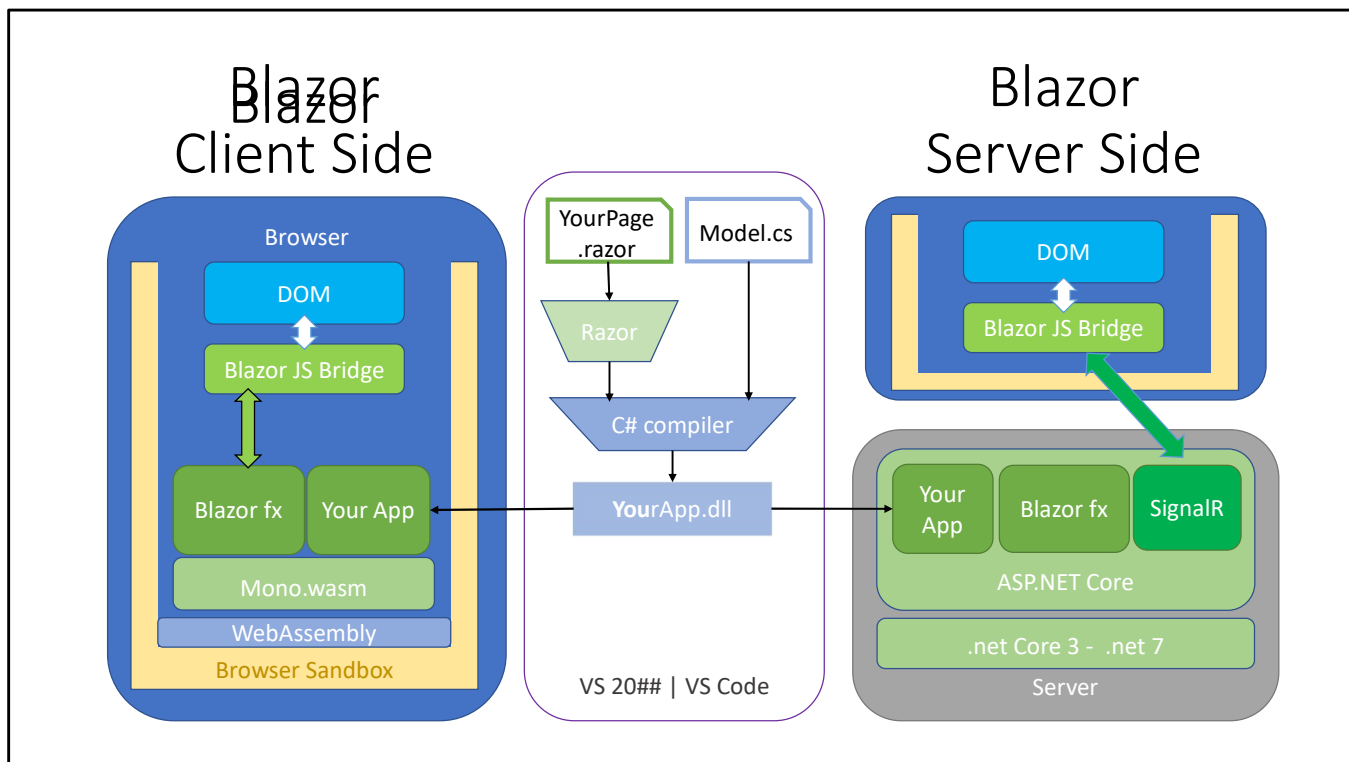 Blazor
Blazor
Client Side
Browser
DOM
Blazor JS Bridge
Blazor fx
Your App
Mono.wasm
WebAssembly
Browser Sandbox
YourPage
.razor
Model.cs
Razor
C# compiler
YourApp.dll
VS 20## | VS Code
Blazor
Server Side
DOM
Blazor JS Bridge
Your
App
Blazor fx
SignalR
ASP.NET Core
.net Core 3 - .net 7
Server